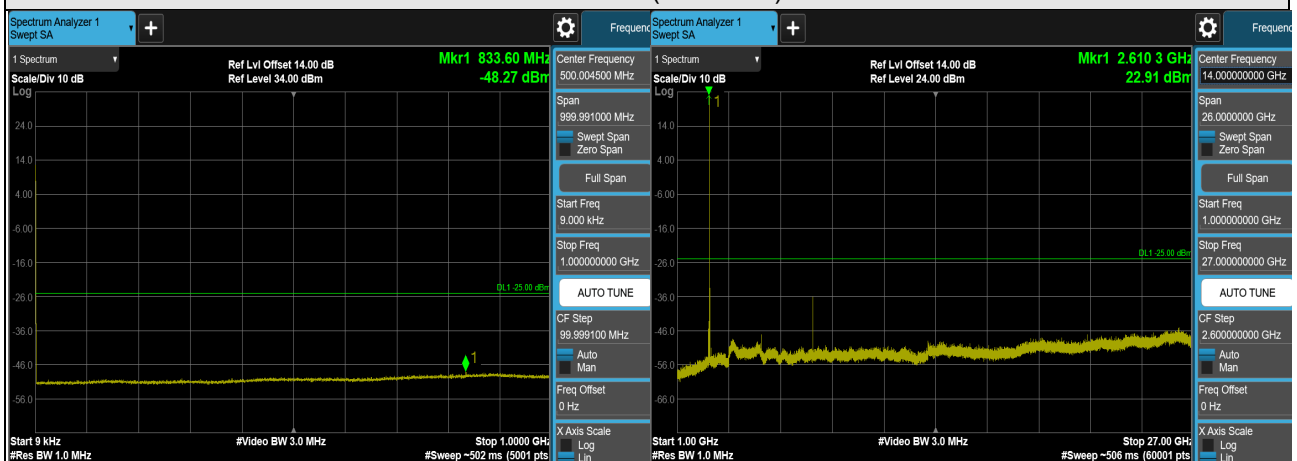 Spectrum Analyzer 1
Swept SA
+
Frequenc
1 Spectrum
Scale/Div 10 dB
Log
Ref Lvl Offset 14.00 dB
Ref Level 34.00 dBm
Mkr1 833.60 MHz
-48.27 dBm
24.0
14.0
4.00
-6.00
-16.0
-26.0
-36.0
-46.0
-56.0
DL1 -25.00 dBm
1
Start 9 kHz
#Res BW 1.0 MHz
#Video BW 3.0 MHz
Stop 1.0000 GHz
#Sweep ~502 ms (5001 pts
Center Frequency
500.004500 MHz
Span
999.991000 MHz
Swept Span
Zero Span
Full Span
Start Freq
9.000 kHz
Stop Freq
1.000000000 GHz
AUTO TUNE
CF Step
99.999100 MHz
Auto
Man
Freq Offset
0 Hz
X Axis Scale
Log
Lin
Spectrum Analyzer 1
Swept SA
+
Frequenc
1 Spectrum
Scale/Div 10 dB
Log
Ref Lvl Offset 14.00 dB
Ref Level 24.00 dBm
Mkr1 2.610 3 GHz
22.91 dBm
1
14.0
4.00
-6.00
-16.0
-26.0
-36.0
-46.0
-56.0
-66.0
DL1 -25.00 dBm
Start 1.00 GHz
#Res BW 1.0 MHz
#Video BW 3.0 MHz
Stop 27.00 GHz
#Sweep ~506 ms (60001 pts
Center Frequency
14.000000000 GHz
Span
26.0000000 GHz
Swept Span
Zero Span
Full Span
Start Freq
1.000000000 GHz
Stop Freq
27.000000000 GHz
AUTO TUNE
CF Step
2.600000000 GHz
Auto
Man
Freq Offset
0 Hz
X Axis Scale
Log
Lin